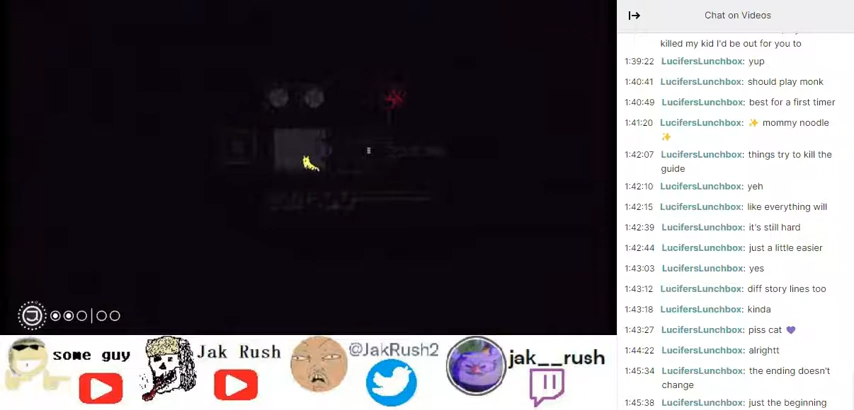 Chat on Videos
killed my kid I'd be out for you to
1:39:22 LucifersLunchbox: yup
1:40:41 LucifersLunchbox: should play monk
1:40:49 LucifersLunchbox: best for a first timer
1:41:20 LucifersLunchbox: ✨ mommy noodle
✨
1:42:07 LucifersLunchbox: things try to kill the
guide
1:42:10 LucifersLunchbox: yeh
1:42:15 LucifersLunchbox: like everything will
1:42:39 LucifersLunchbox: it's still hard
1:42:44 LucifersLunchbox: just a little easier
1:43:03 LucifersLunchbox: yes
1:43:12 LucifersLunchbox: diff story lines too
1:43:18 LucifersLunchbox: kinda
1:43:27 LucifersLunchbox: piss cat 💜
1:44:22 LucifersLunchbox: alrightt
1:45:34 LucifersLunchbox: the ending doesn't
change
1:45:38 LucifersLunchbox: just the beginning
some guy
Jak Rush
@JakRush2
jak__rush